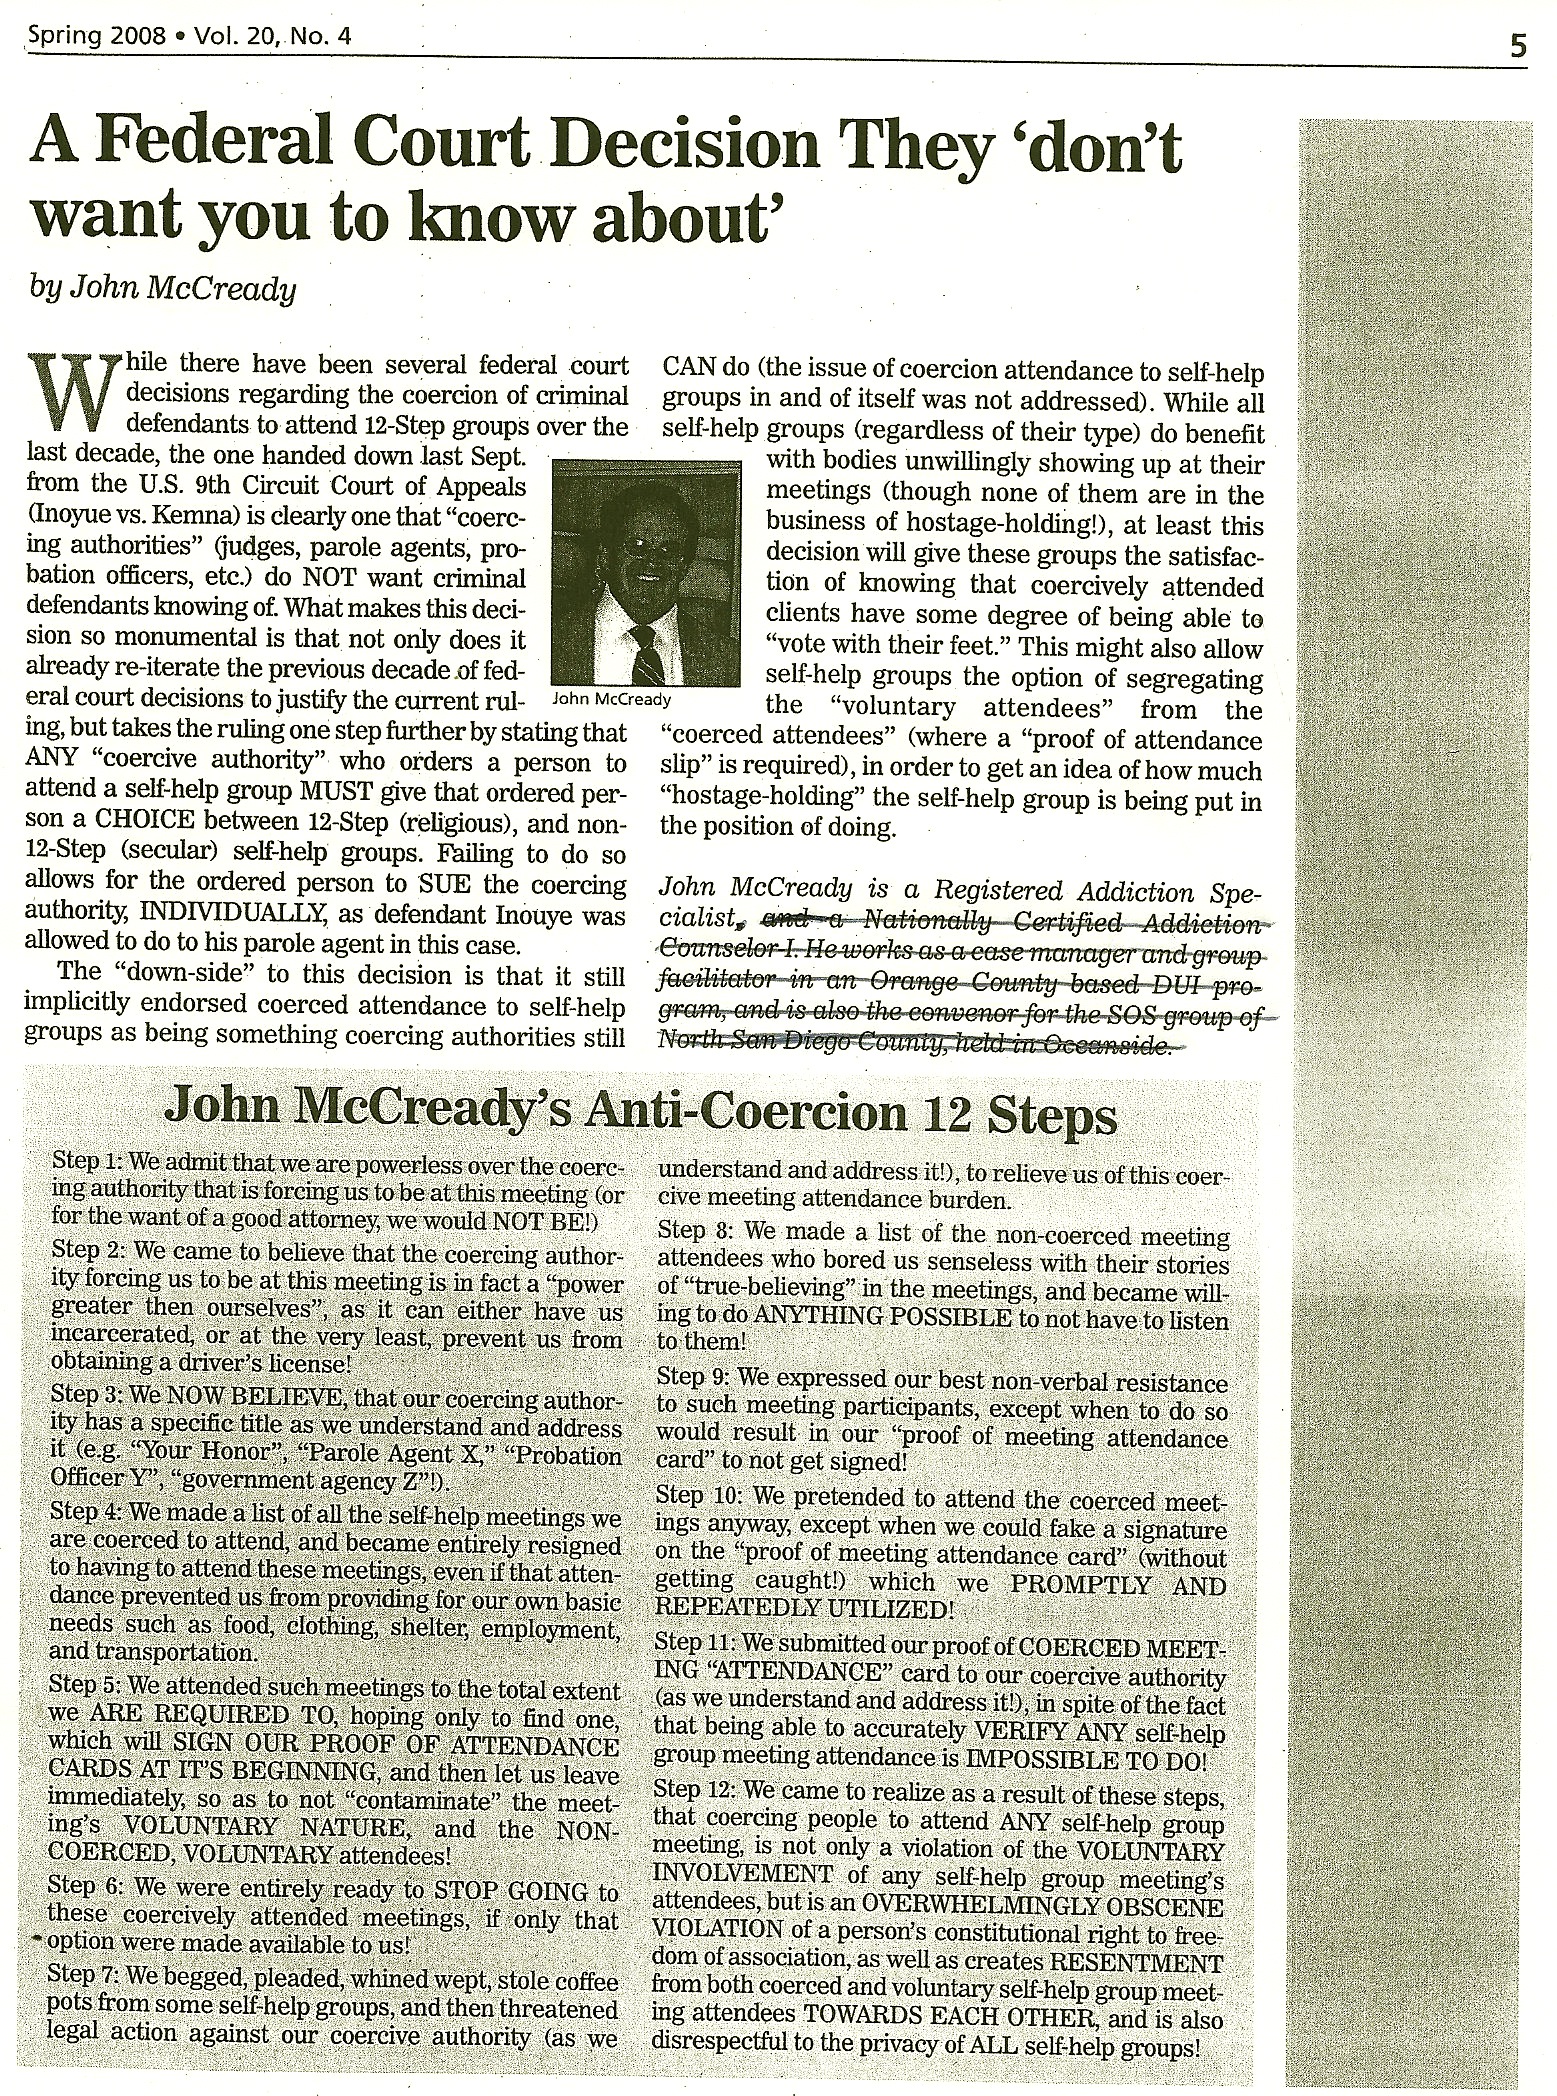 Spring 2008 • Vol. 20, No. 4
5
A Federal Court Decision They ‘don’t
want you to know about’
by John McCready
While there have been several federal court
decisions regarding the coercion of criminal
defendants to attend 12-Step groups over the
last decade, the one handed down last Sept.
from the U.S. 9th Circuit Court of Appeals
(Inoyue vs. Kemna) is clearly one that “coerc-
ing authorities” (judges, parole agents, pro-
bation officers, etc.) do NOT want criminal
defendants knowing of. What makes this deci-
sion so monumental is that not only does it
already re-iterate the previous decade of fed-
eral court decisions to justify the current rul-
ing, but takes the ruling one step further by stating that
ANY “coercive authority” who orders a person to
attend a self-help group MUST give that ordered per-
son a CHOICE between 12-Step (religious), and non-
12-Step (secular) self-help groups. Failing to do so
allows for the ordered person to SUE the coercing
authority, INDIVIDUALLY, as defendant Inouye was
allowed to do to his parole agent in this case.
The “down-side” to this decision is that it still
implicitly endorsed coerced attendance to self-help
groups as being something coercing authorities still
John McCready
CAN do (the issue of coercion attendance to self-help
groups in and of itself was not addressed). While all
self-help groups (regardless of their type) do benefit
with bodies unwillingly showing up at their
meetings (though none of them are in the
business of hostage-holding!), at least this
decision will give these groups the satisfac-
tion of knowing that coercively attended
clients have some degree of being able to
“vote with their feet.” This might also allow
self-help groups the option of segregating
the “voluntary attendees” from the
“coerced attendees” (where a “proof of attendance
slip” is required), in order to get an idea of how much
“hostage-holding” the self-help group is being put in
the position of doing.
John McCready is a Registered Addiction Spe-
cialist, and a Nationally Certified Addiction
Counselor I. He works as a case manager and group
facilitator in an Orange County based DUI pro-
gram, and is also the convenor for the SOS group of
North San Diego County, held in Oceanside.
John McCready’s Anti-Coercion 12 Steps
Step 1: We admit that we are powerless over the coerc-
ing authority that is forcing us to be at this meeting (or
for the want of a good attorney, we would NOT BE!)
Step 2: We came to believe that the coercing author-
ity forcing us to be at this meeting is in fact a “power
greater then ourselves”, as it can either have us
incarcerated, or at the very least, prevent us from
obtaining a driver’s license!
Step 3: We NOW BELIEVE, that our coercing author-
ity has a specific title as we understand and address
it (e.g. “Your Honor”, “Parole Agent X,” “Probation
Officer Y”, “government agency Z”!).
Step 4: We made a list of all the self-help meetings we
are coerced to attend, and became entirely resigned
to having to attend these meetings, even if that atten-
dance prevented us from providing for our own basic
needs such as food, clothing, shelter, employment,
and transportation.
Step 5: We attended such meetings to the total extent
we ARE REQUIRED TO, hoping only to find one,
which will SIGN OUR PROOF OF ATTENDANCE
CARDS AT IT’S BEGINNING, and then let us leave
immediately, so as to not “contaminate” the meet-
ing’s VOLUNTARY NATURE, and the NON-
COERCED, VOLUNTARY attendees!
Step 6: We were entirely ready to STOP GOING to
these coercively attended meetings, if only that
option were made available to us!
Step 7: We begged, pleaded, whined wept, stole coffee
pots from some self-help groups, and then threatened
legal action against our coercive authority (as we
understand and address it!), to relieve us of this coer-
cive meeting attendance burden.
Step 8: We made a list of the non-coerced meeting
attendees who bored us senseless with their stories
of “true-believing” in the meetings, and became will-
ing to do ANYTHING POSSIBLE to not have to listen
to them!
Step 9: We expressed our best non-verbal resistance
to such meeting participants, except when to do so
would result in our “proof of meeting attendance
card” to not get signed!
Step 10: We pretended to attend the coerced meet-
ings anyway, except when we could fake a signature
on the “proof of meeting attendance card” (without
getting caught!) which we PROMPTLY AND
REPEATEDLY UTILIZED!
Step 11: We submitted our proof of COERCED MEET-
ING “ATTENDANCE” card to our coercive authority
(as we understand and address it!), in spite of the fact
that being able to accurately VERIFY ANY self-help
group meeting attendance is IMPOSSIBLE TO DO!
Step 12: We came to realize as a result of these steps,
that coercing people to attend ANY self-help group
meeting, is not only a violation of the VOLUNTARY
INVOLVEMENT of any self-help group meeting’s
attendees, but is an OVERWHELMINGLY OBSCENE
VIOLATION of a person’s constitutional right to free-
dom of association, as well as creates RESENTMENT
from both coerced and voluntary self-help group meet-
ing attendees TOWARDS EACH OTHER, and is also
disrespectful to the privacy of ALL self-help groups!